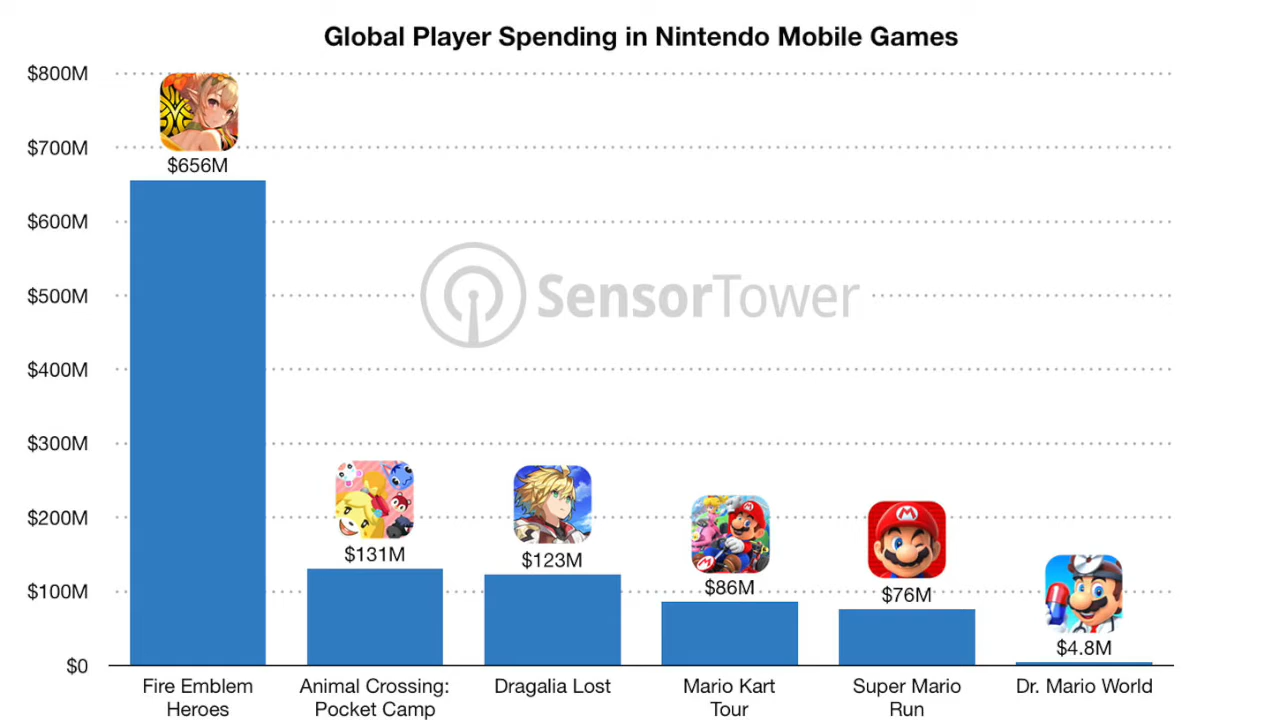 Global Player Spending in Nintendo Mobile Games
$800M
$700M
$600M
$500M
$400M
$300M
$200M
$100M
$0
SensorTower
$656M
$131M
$123M
$86M
$76M
$4.8M
Fire Emblem
Heroes
Animal Crossing:
Pocket Camp
Dragalia Lost
Mario Kart
Tour
Super Mario
Run
Dr. Mario World